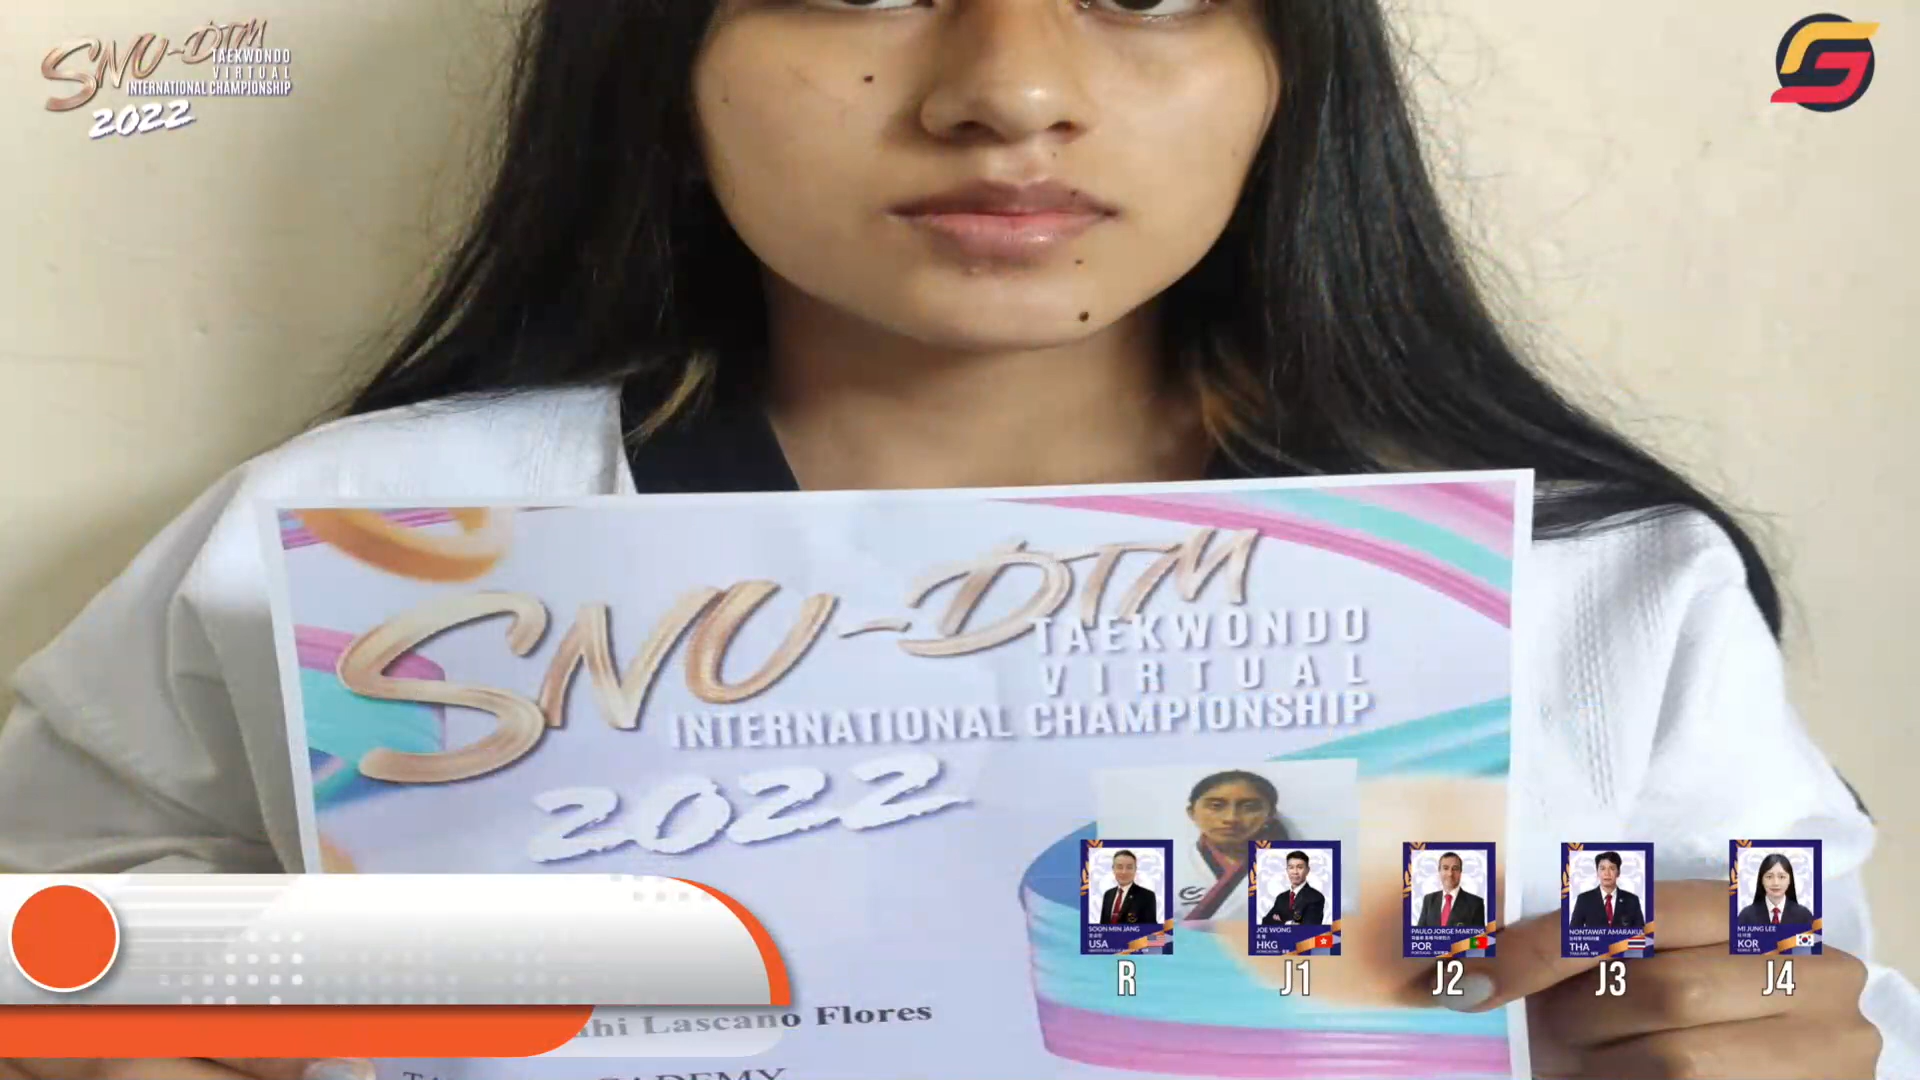 SNU-DTM
TAEKWONDO
VIRTUAL
INTERNATIONAL CHAMPIONSHIP
2022
SNU-DTM
TAEKWONDO
VIRTUAL
INTERNATIONAL CHAMPIONSHIP
2022
SOON MIN JANG
USA
R
JOE WONG
HKG
J1
PAULO JORGE MARTINS
POR
J2
NONTAWAT AMARAKUL
THA
J3
MI JUNG LEE
KOR
J4
Lascano Flores